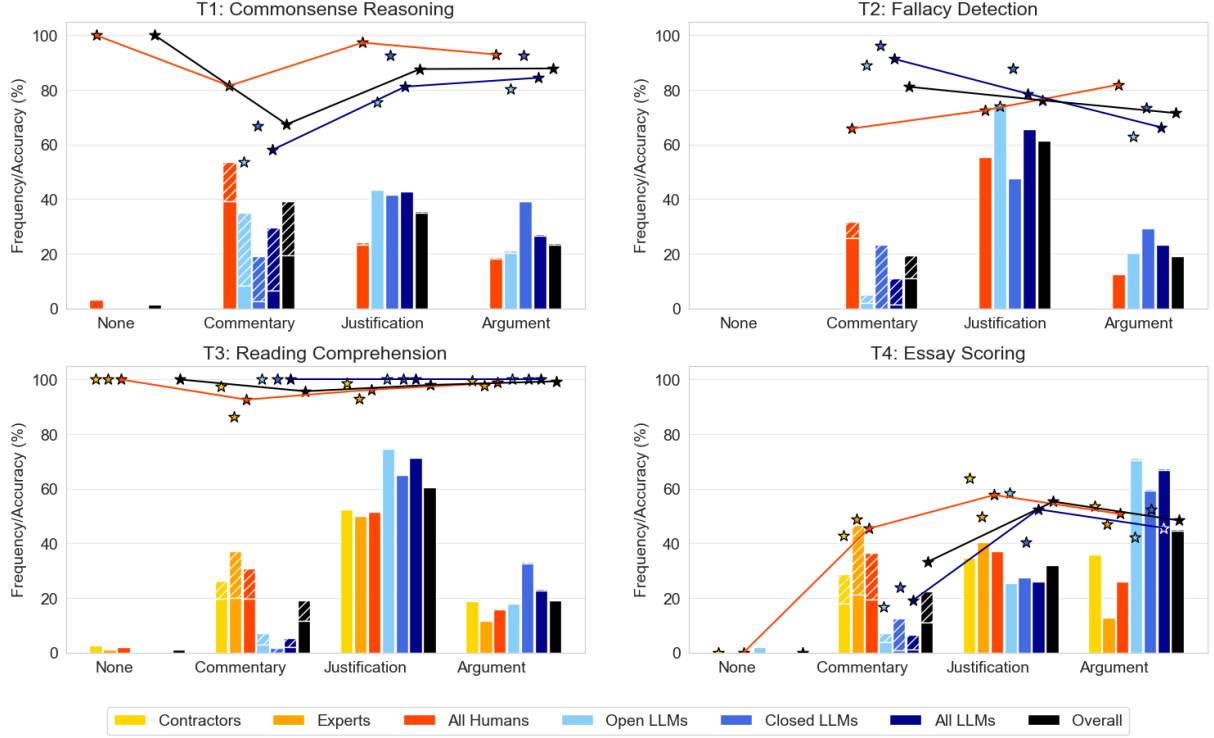 T1: Commonsense Reasoning
T2: Fallacy Detection
Frequency/Accuracy (%)
100
80
60
40
20
0
None
Commentary
Justification
Argument
Frequency/Accuracy (%)
100
80
60
40
20
0
None
Commentary
Justification
Argument
T3: Reading Comprehension
T4: Essay Scoring
Frequency/Accuracy (%)
100
80
60
40
20
0
None
Commentary
Justification
Argument
Frequency/Accuracy (%)
100
80
60
40
20
0
None
Commentary
Justification
Argument
Contractors
Experts
All Humans
Open LLMs
Closed LLMs
All LLMs
Overall